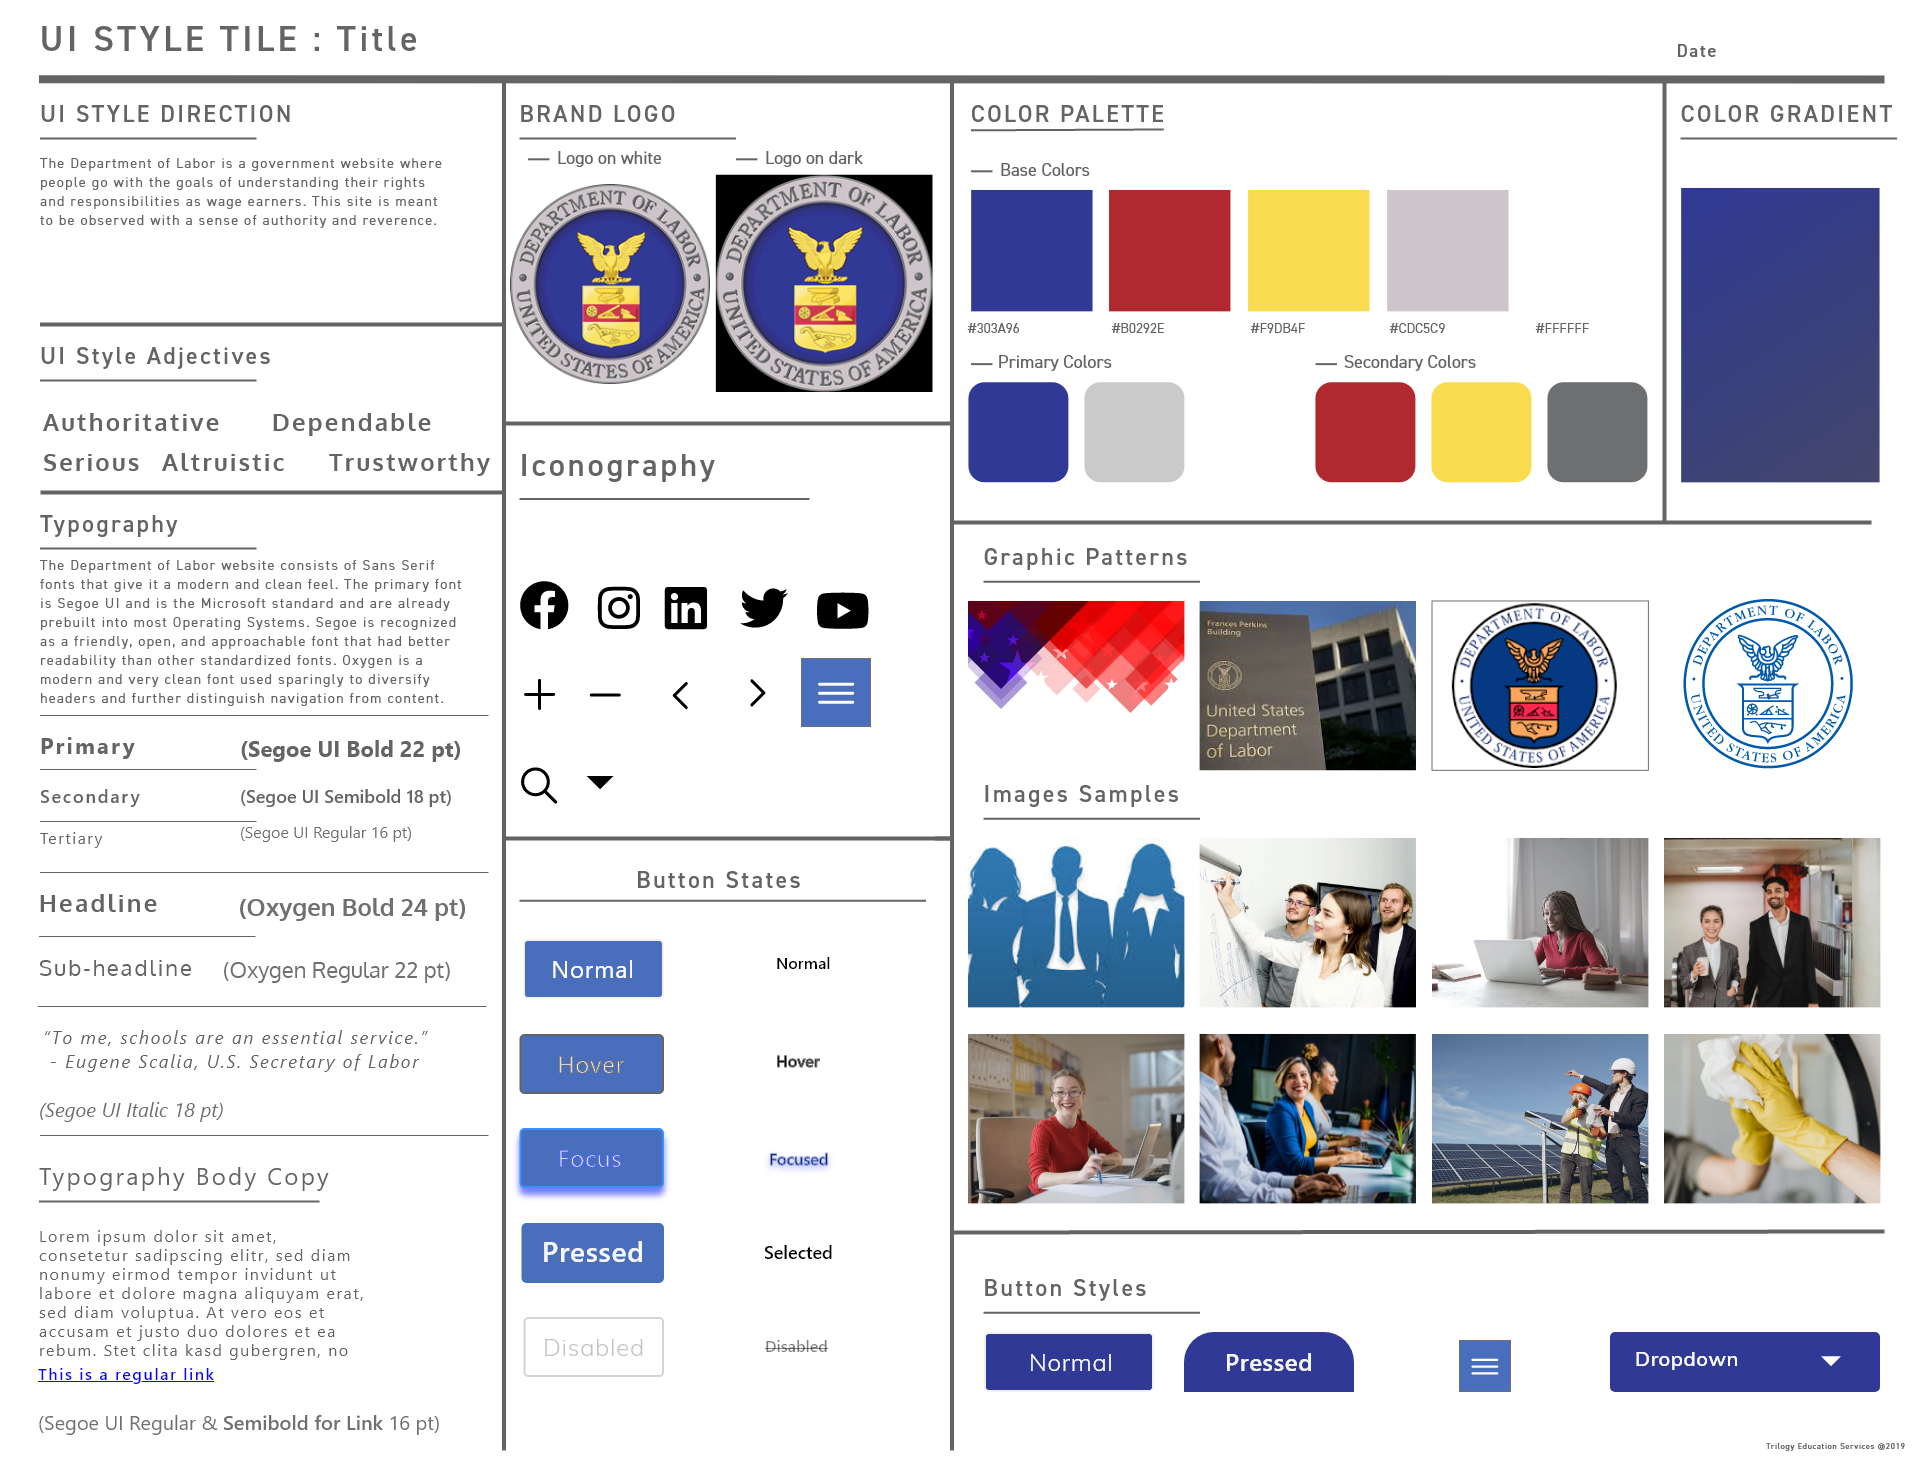 UI STYLE TILE : Title
Date
UI STYLE DIRECTION
The Department of Labor is a government website where
people go with the goals of understanding their rights
and responsibilities as wage earners. This site is meant
to be observed with a sense of authority and reverence.
UI Style Adjectives
Authoritative Dependable
Serious Altruistic Trustworthy
Typography
The Department of Labor website consists of Sans Serif
fonts that give it a modern and clean feel. The primary font
is Segoe UI and is the Microsoft standard and are already
prebuilt into most Operating Systems. Segoe is recognized
as a friendly, open, and approachable font that had better
readability than other standardized fonts. Oxygen is a
modern and very clean font used sparingly to diversify
headers and further distinguish navigation from content.
Primary (Segoe UI Bold 22 pt)
Secondary (Segoe UI Semibold 18 pt)
Tertiary (Segoe UI Regular 16 pt)
Headline (Oxygen Bold 24 pt)
Sub-headline (Oxygen Regular 22 pt)
“To me, schools are an essential service.”
- Eugene Scalia, U.S. Secretary of Labor
(Segoe UI Italic 18 pt)
Typography Body Copy
Lorem ipsum dolor sit amet,
consetetur sadipscing elitr, sed diam
nonumy eirmod tempor invidunt ut
labore et dolore magna aliquyam erat,
sed diam voluptua. At vero eos et
accusam et justo duo dolores et ea
rebum. Stet clita kasd gubergren, no
This is a regular link
(Segoe UI Regular & Semibold for Link 16 pt)
BRAND LOGO
Logo on white Logo on dark
DEPARTMENT OF LABOR
UNITED STATES OF AMERICA
DEPARTMENT OF LABOR
UNITED STATES OF AMERICA
Iconography
in
Button States
Normal Normal
Hover Hover
Focus Focused
Pressed Selected
Disabled Disabled
COLOR PALETTE
Base Colors
#303A96 #B0292E #F9DB4F #CDC5C9 #FFFFFF
Primary Colors Secondary Colors
COLOR GRADIENT
Graphic Patterns
Frances Perkins
Building
United States
Department
of Labor
DEPARTMENT OF LABOR
UNITED STATES OF AMERICA
DEPARTMENT OF LABOR
UNITED STATES OF AMERICA
Images Samples
Button Styles
Normal Pressed Dropdown
Trilogy Education Services @2019